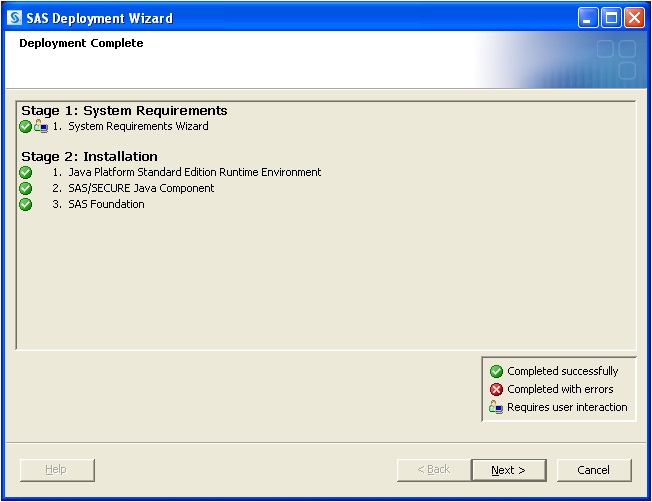 SAS Deployment Wizard
Deployment Complete
Stage 1: System Requirements
1. System Requirements Wizard
Stage 2: Installation
1. Java Platform Standard Edition Runtime Environment
2. SAS/SECURE Java Component
3. SAS Foundation
Completed successfully
Completed with errors
Requires user interaction
Help
< Back
Next >
Cancel